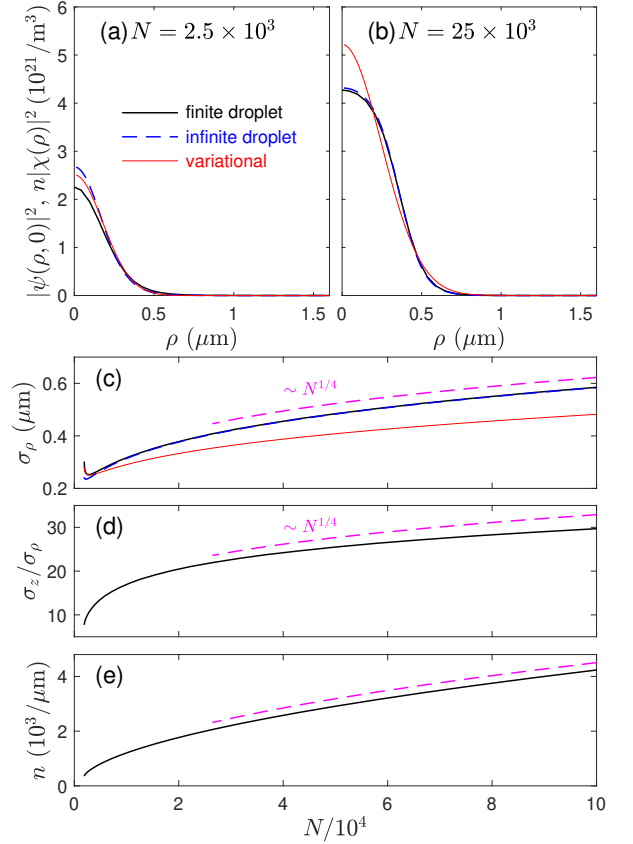 (a) N = 2.5 × 10³
(b) N = 25 × 10³
|ψ(ρ, 0)|², n|χ(ρ)|² (10²¹/m³)
6
5
4
3
2
1
0
finite droplet
infinite droplet
variational
0 0.5 1 1.5
0 0.5 1 1.5
ρ (μm)
ρ (μm)
(c)
∼ N^{1/4}
σ_ρ (μm)
0.6
0.4
0.2
(d)
∼ N^{1/4}
σ_z/σ_ρ
30
20
10
(e)
n (10³/μm)
4
2
0
0 2 4 6 8 10
N/10⁴